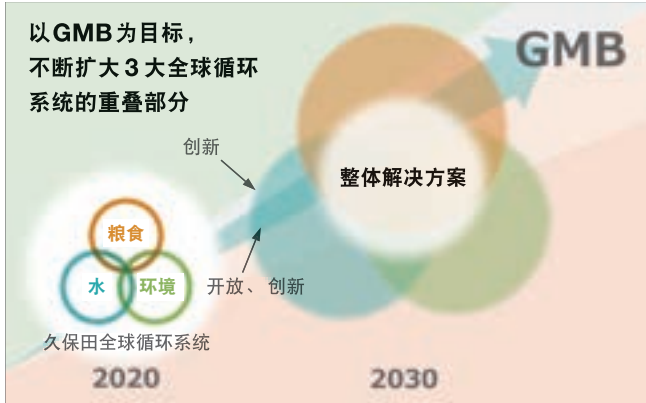 以GMB为目标，
不断扩大3大全球循环
系统的重叠部分
GMB
创新
整体解决方案
粮食
水 环境
开放、创新
久保田全球循环系统
2020 2030